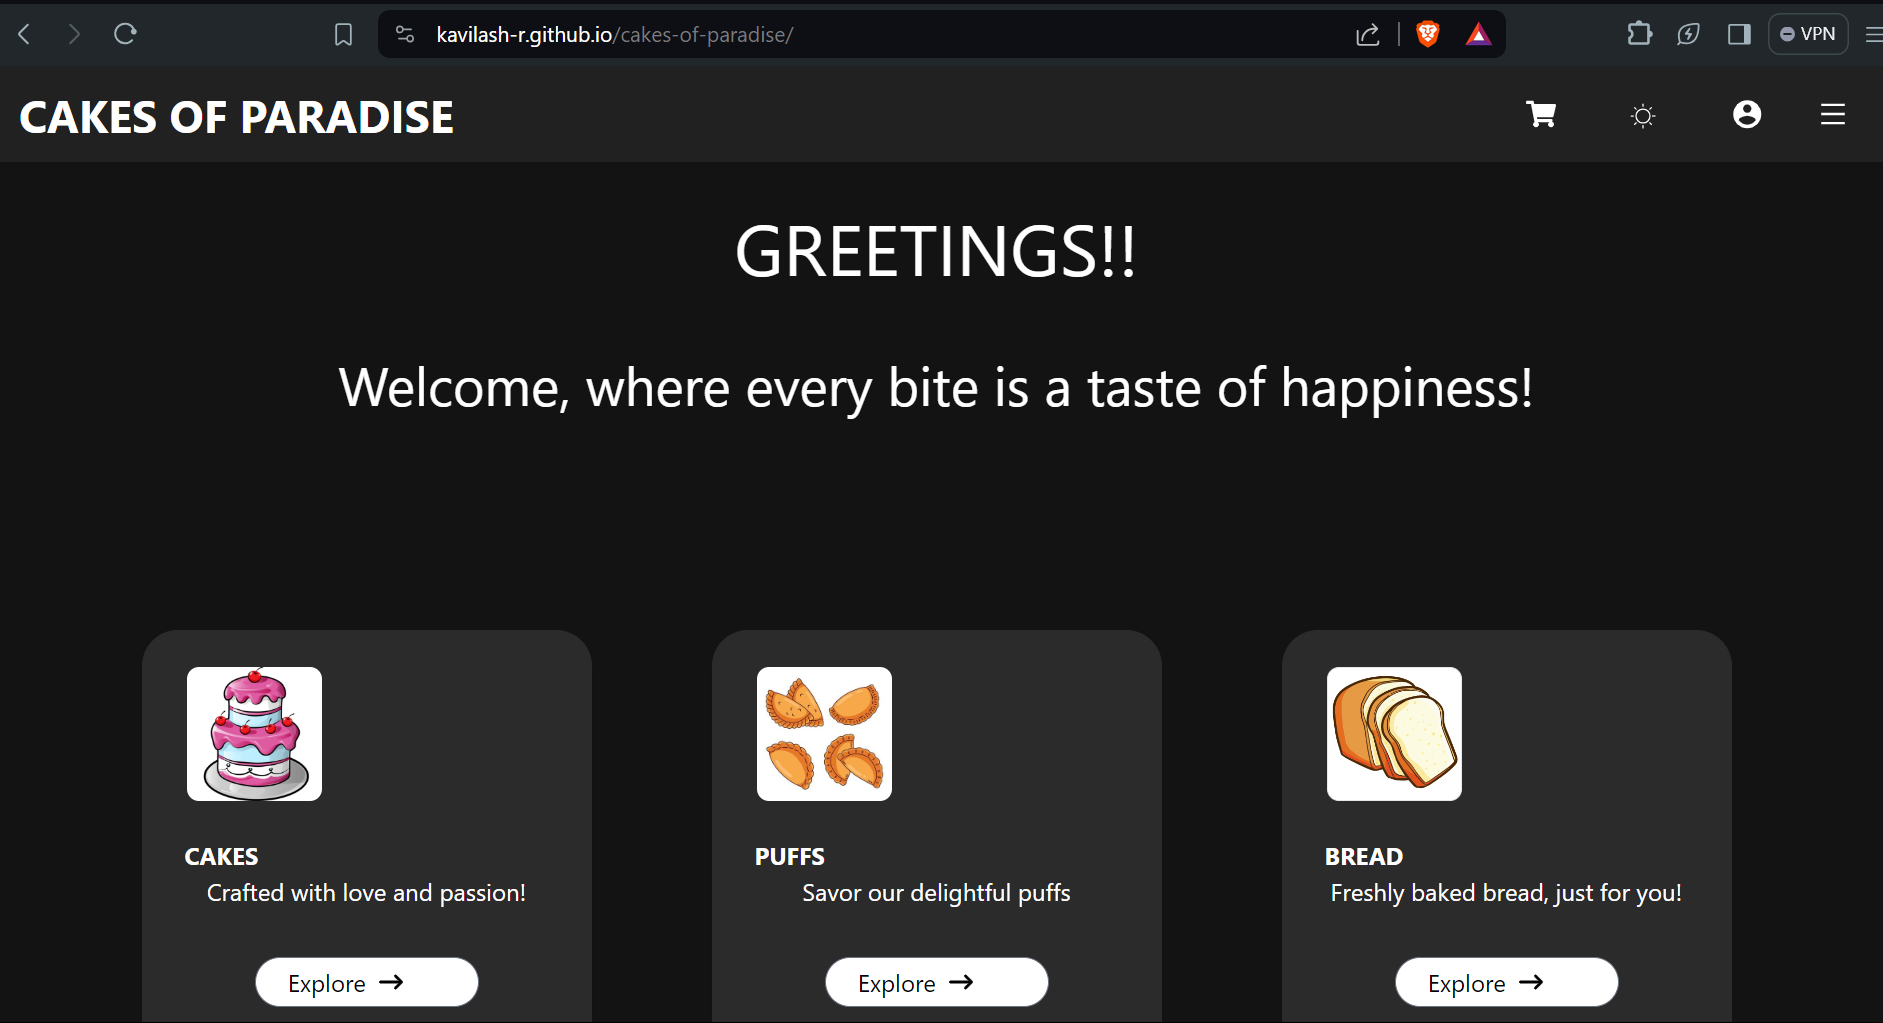 kavilash-r.github.io/cakes-of-paradise/
VPN
CAKES OF PARADISE
GREETINGS!!
Welcome, where every bite is a taste of happiness!
CAKES
Crafted with love and passion!
Explore →
PUFFS
Savor our delightful puffs
Explore →
BREAD
Freshly baked bread, just for you!
Explore →